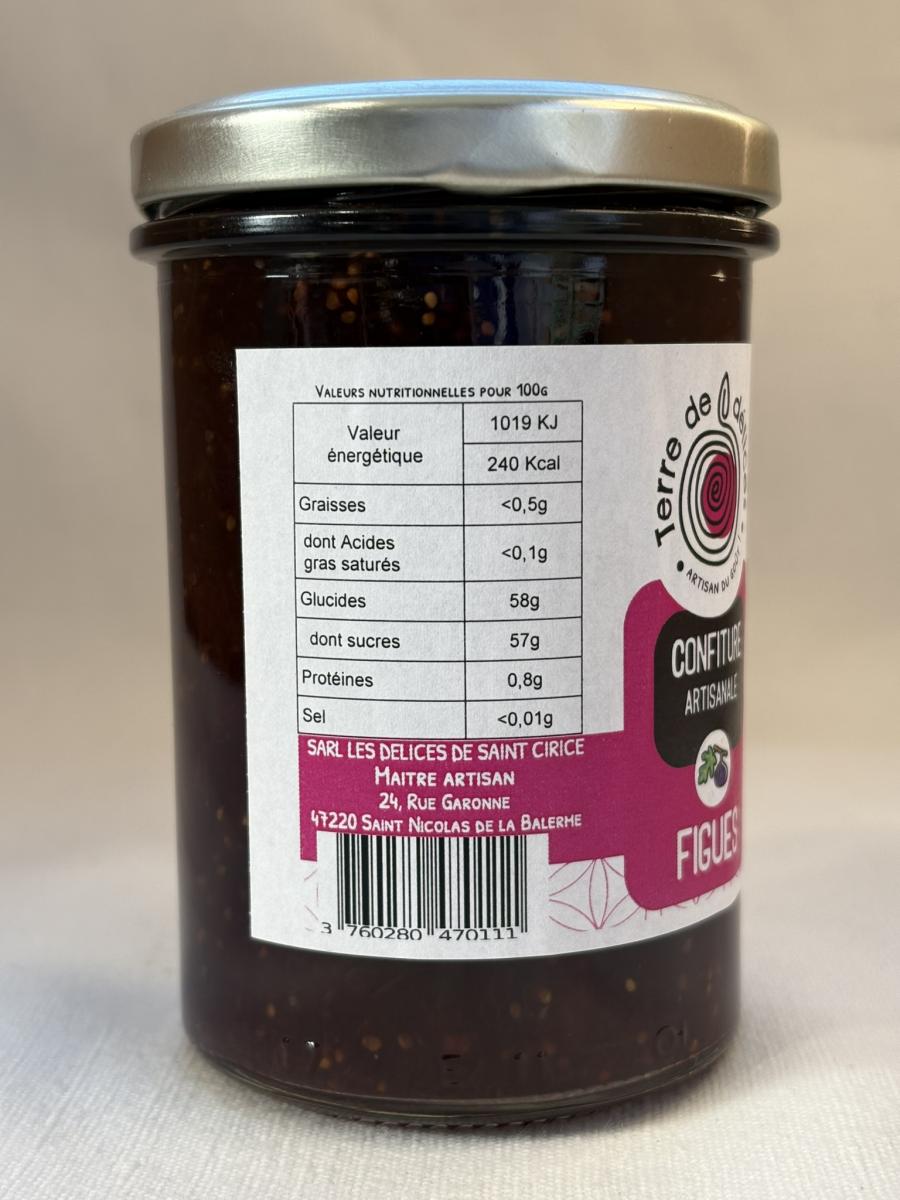 VALEURS NUTRITIONNELLES POUR 100G
Valeur
énergétique
1019 KJ
240 Kcal
Graisses <0,5g
dont Acides
gras saturés
<0,1g
Glucides 58g
dont sucres 57g
Protéines 0,8g
Sel <0,01g
SARL LES DELICES DE SAINT CIRICE
MAITRE ARTISAN
24, RUE GARONNE
47220 SAINT NICOLAS DE LA BALERME
3 760280 470111
Terre de
ARTISAN DU GOÛT
CONFITURE
ARTISANALE
FIGUES